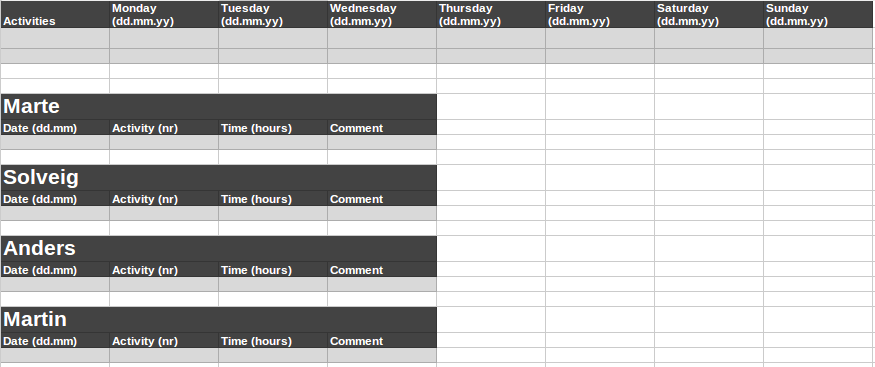 Activities Monday (dd.mm.yy) Tuesday (dd.mm.yy) Wednesday (dd.mm.yy) Thursday (dd.mm.yy) Friday (dd.mm.yy) Saturday (dd.mm.yy) Sunday (dd.mm.yy)
Marte
Date (dd.mm) Activity (nr) Time (hours) Comment
Solveig
Date (dd.mm) Activity (nr) Time (hours) Comment
Anders
Date (dd.mm) Activity (nr) Time (hours) Comment
Martin
Date (dd.mm) Activity (nr) Time (hours) Comment